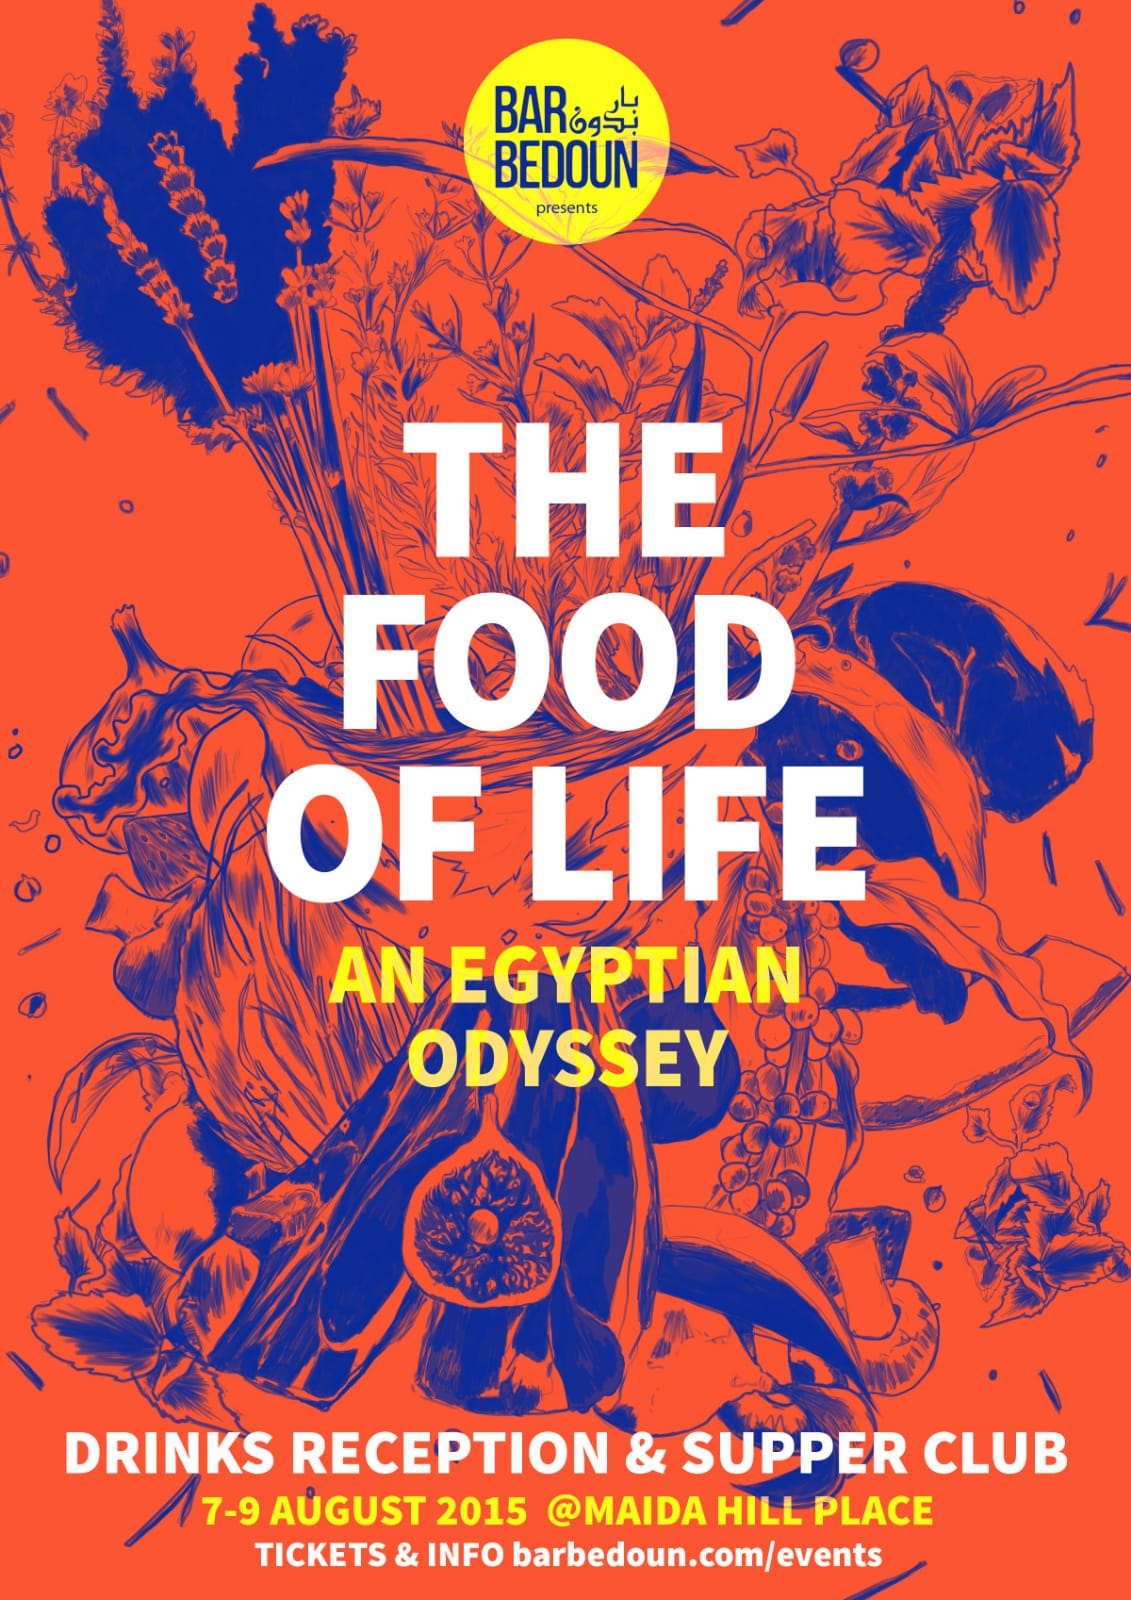 BAR بار
بدون
BEDOUN
presents
THE
FOOD
OF LIFE
AN EGYPTIAN
ODYSSEY
DRINKS RECEPTION & SUPPER CLUB
7-9 AUGUST 2015 @MAIDA HILL PLACE
TICKETS & INFO barbedoun.com/events